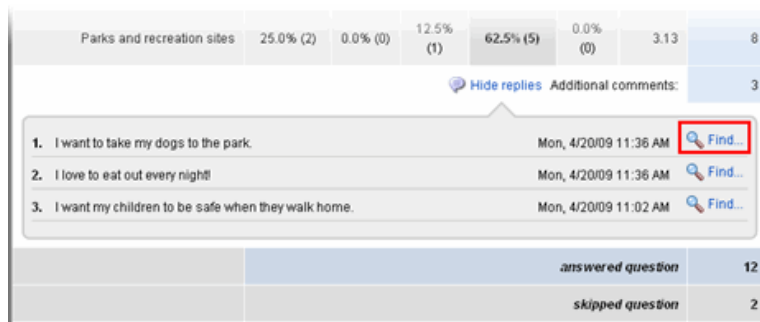 Parks and recreation sites 25.0% (2) 0.0% (0) 12.5% (1) 62.5% (5) 0.0% (0) 3.13 8
Hide replies Additional comments: 3
1. I want to take my dogs to the park. Mon, 4/20/09 11:36 AM Find...
2. I love to eat out every night! Mon, 4/20/09 11:36 AM Find...
3. I want my children to be safe when they walk home. Mon, 4/20/09 11:02 AM Find...
answered question 12
skipped question 2